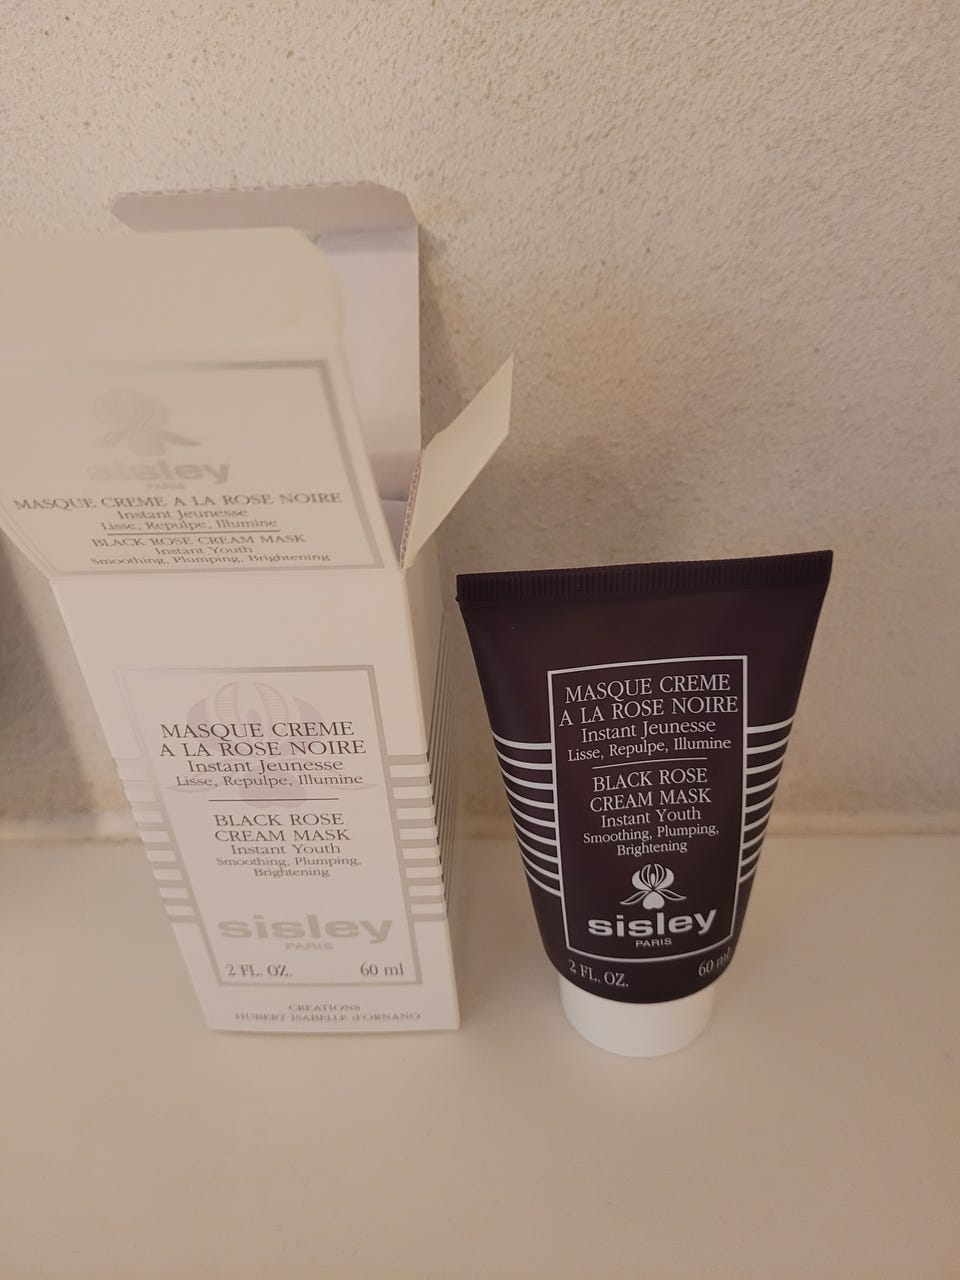 sisley
PARIS
MASQUE CREME A LA ROSE NOIRE
Instant Jeunesse
Lisse, Repulpe, Illumine
BLACK ROSE CREAM MASK
Instant Youth
Smoothing, Plumping, Brightening
MASQUE CREME
A LA ROSE NOIRE
Instant Jeunesse
Lisse, Repulpe, Illumine
BLACK ROSE
CREAM MASK
Instant Youth
Smoothing, Plumping,
Brightening
sisley
PARIS
2 FL. OZ. 60 ml
CREATIONS
HUBERT ISABELLE d'ORNANO
MASQUE CREME
A LA ROSE NOIRE
Instant Jeunesse
Lisse, Repulpe, Illumine
BLACK ROSE
CREAM MASK
Instant Youth
Smoothing, Plumping,
Brightening
sisley
PARIS
2 FL. OZ. 60 ml